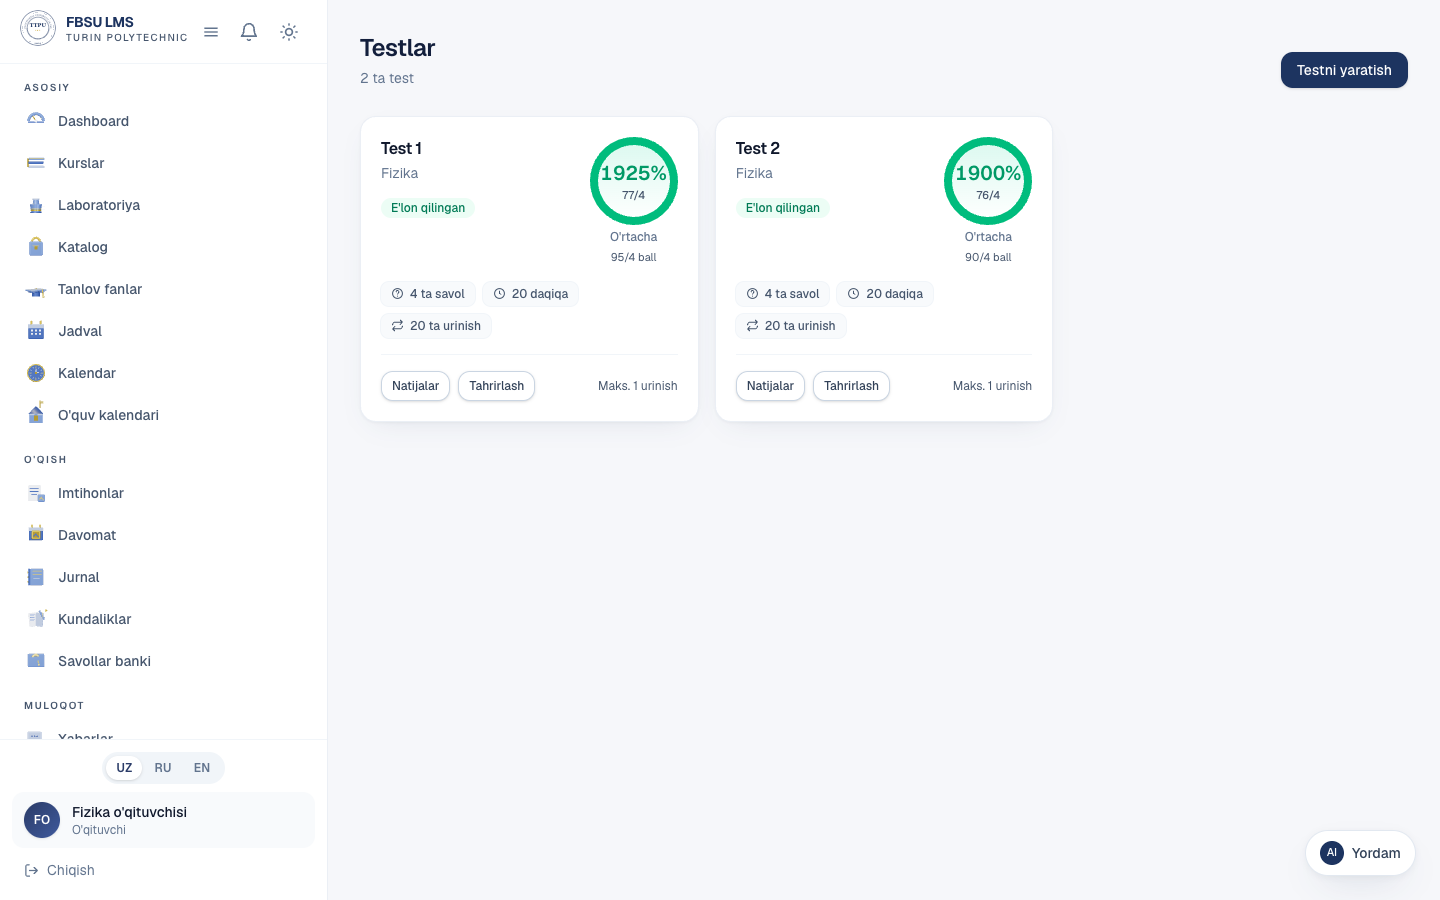 TTPU
FBSU LMS
TURIN POLYTECHNIC
ASOSIY
Dashboard
Kurslar
Laboratoriya
Katalog
Tanlov fanlar
Jadval
Kalendar
O'quv kalendari
O'QISH
Imtihonlar
Davomat
Jurnal
Kundaliklar
Savollar banki
MULOQOT
Xabarlar
UZ RU EN
FO
Fizika o'qituvchisi
O'qituvchi
Chiqish
Testlar
2 ta test
Testni yaratish
Test 1
Fizika
E'lon qilingan
1925%
77/4
O'rtacha
95/4 ball
4 ta savol
20 daqiqa
20 ta urinish
Natijalar
Tahrirlash
Maks. 1 urinish
Test 2
Fizika
E'lon qilingan
1900%
76/4
O'rtacha
90/4 ball
4 ta savol
20 daqiqa
20 ta urinish
Natijalar
Tahrirlash
Maks. 1 urinish
AI Yordam